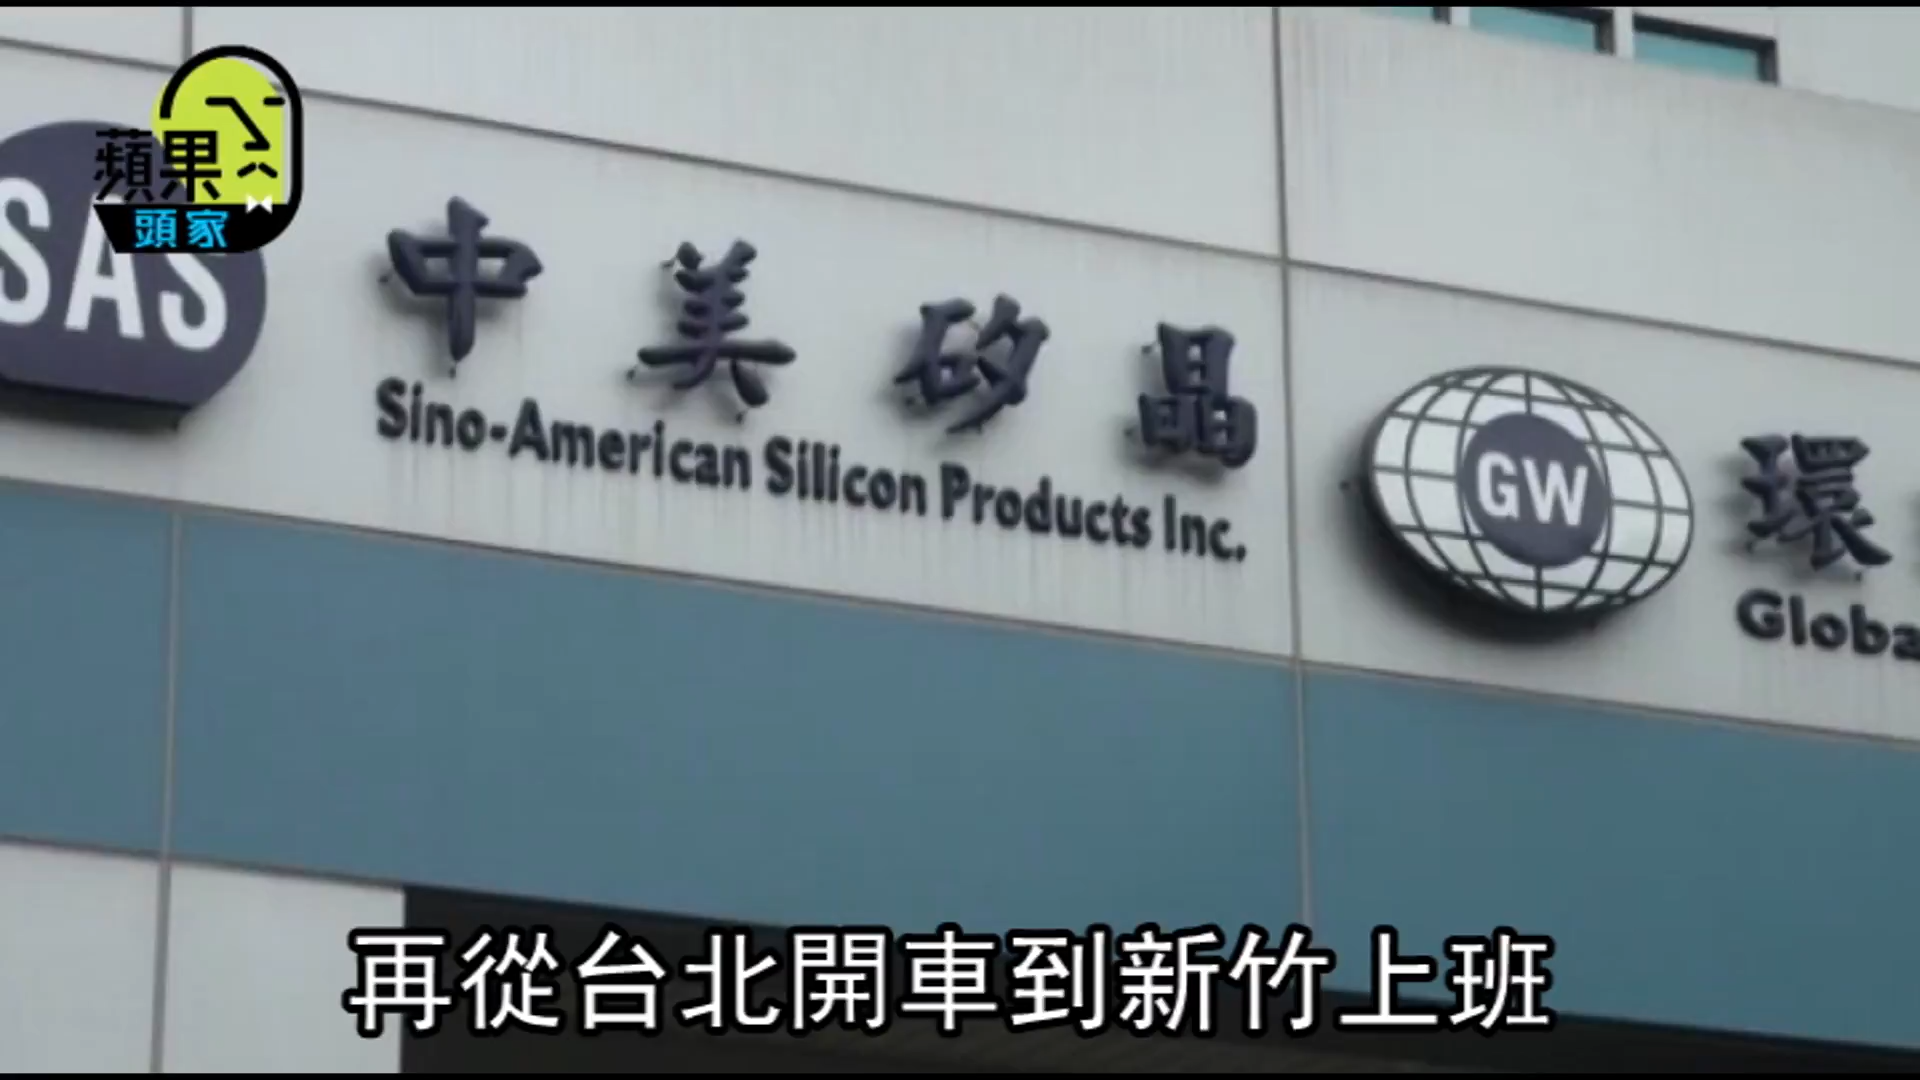 蘋果
頭家
SAS
中美矽晶
Sino-American Silicon Products Inc.
GW
環
Globa
再從台北開車到新竹上班